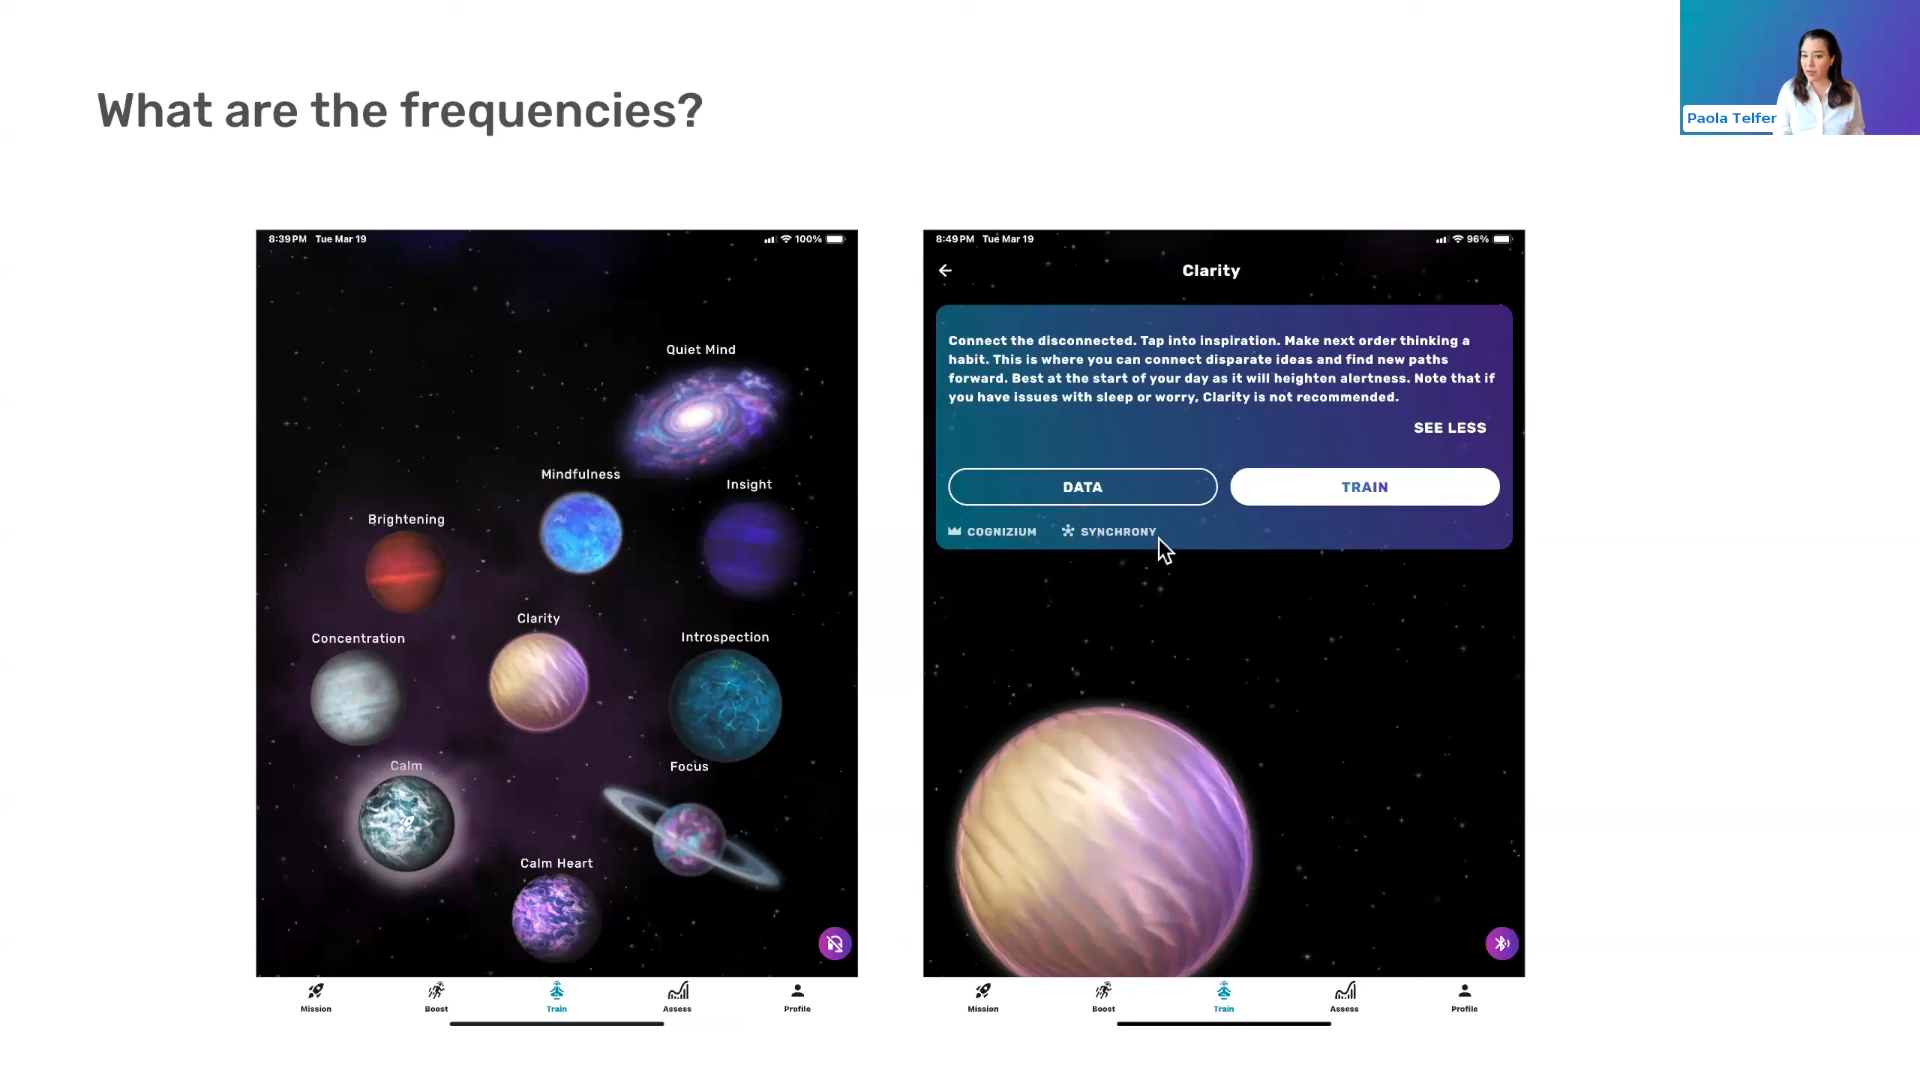 What are the frequencies?
Paola Telfer
8:39 PM Tue Mar 19
100%
Quiet Mind
Mindfulness
Insight
Brightening
Clarity
Concentration
Introspection
Calm
Focus
Calm Heart
Mission
Boost
Train
Assess
Profile
8:49 PM Tue Mar 19
96%
Clarity
Connect the disconnected. Tap into inspiration. Make next order thinking a
habit. This is where you can connect disparate ideas and find new paths
forward. Best at the start of your day as it will heighten alertness. Note that if
you have issues with sleep or worry, Clarity is not recommended.
SEE LESS
DATA
TRAIN
COGNIZIUM
SYNCHRONY
Mission
Boost
Train
Assess
Profile